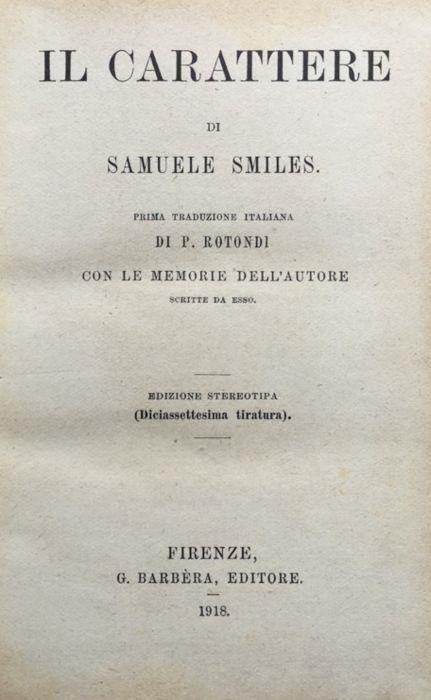 IL CARATTERE
DI
SAMUELE SMILES.
PRIMA TRADUZIONE ITALIANA
DI P. ROTONDI
CON LE MEMORIE DELL'AUTORE
SCRITTE DA ESSO.
EDIZIONE STEREOTIPA
(Diciassettesima tiratura).
FIRENZE,
G. BARBÈRA, EDITORE.
1918.